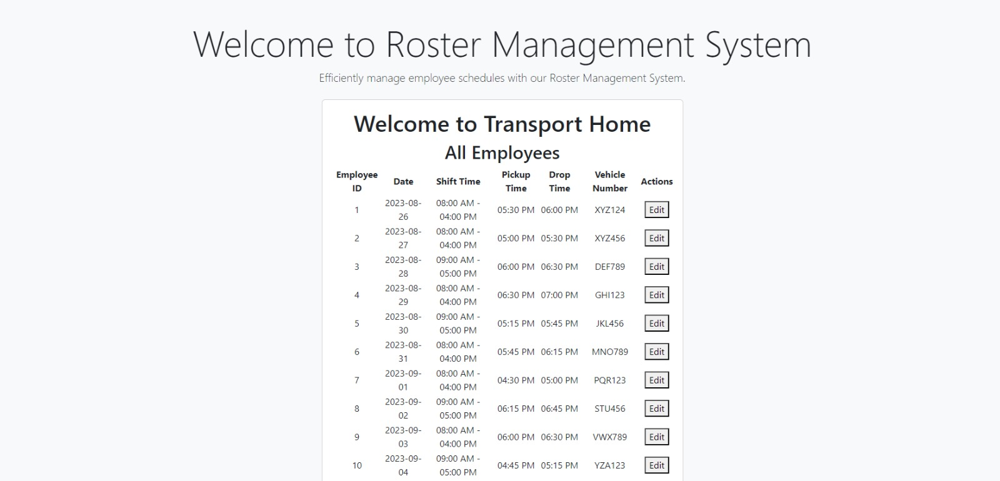 Welcome to Roster Management System
Efficiently manage employee schedules with our Roster Management System.
Welcome to Transport Home
All Employees
Employee ID Date Shift Time Pickup Time Drop Time Vehicle Number Actions
1 2023-08-26 08:00 AM - 04:00 PM 05:30 PM 06:00 PM XYZ124 Edit
2 2023-08-27 08:00 AM - 04:00 PM 05:00 PM 05:30 PM XYZ456 Edit
3 2023-08-28 09:00 AM - 05:00 PM 06:00 PM 06:30 PM DEF789 Edit
4 2023-08-29 08:00 AM - 04:00 PM 06:30 PM 07:00 PM GHI123 Edit
5 2023-08-30 09:00 AM - 05:00 PM 05:15 PM 05:45 PM JKL456 Edit
6 2023-08-31 08:00 AM - 04:00 PM 05:45 PM 06:15 PM MNO789 Edit
7 2023-09-01 08:00 AM - 04:00 PM 04:30 PM 05:00 PM PQR123 Edit
8 2023-09-02 09:00 AM - 05:00 PM 06:15 PM 06:45 PM STU456 Edit
9 2023-09-03 08:00 AM - 04:00 PM 06:00 PM 06:30 PM VWX789 Edit
10 2023-09-04 09:00 AM - 05:00 PM 04:45 PM 05:15 PM YZA123 Edit